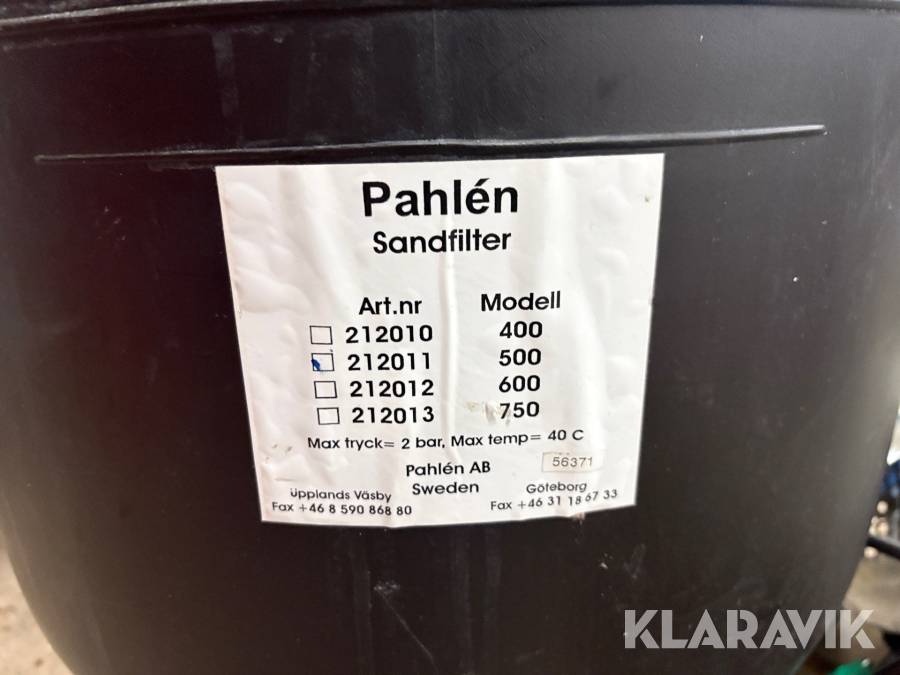 Pahlén
Sandfilter
Art.nr Modell
212010 400
212011 500
212012 600
212013 750
Max tryck= 2 bar, Max temp= 40 C
Pahlén AB 56371
Upplands Väsby Sweden Göteborg
Fax +46 8 590 868 80 Fax +46 31 18 67 33
KLARAVIK